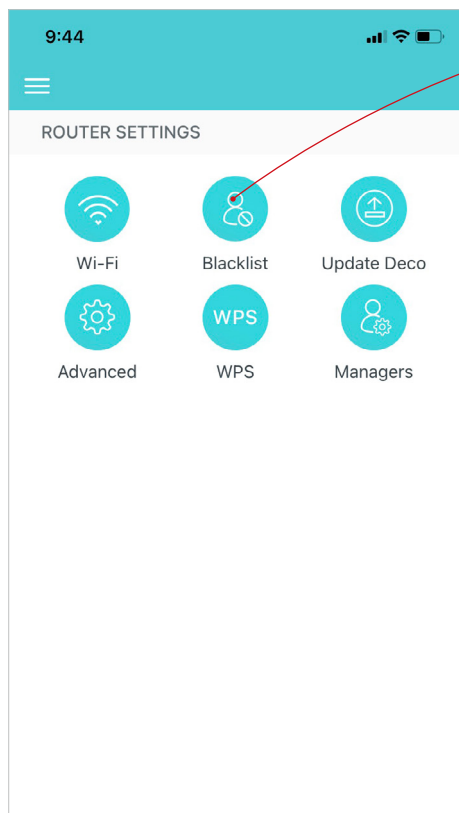 9:44
ROUTER SETTINGS
Wi-Fi Blacklist Update Deco
WPS
Advanced WPS Managers